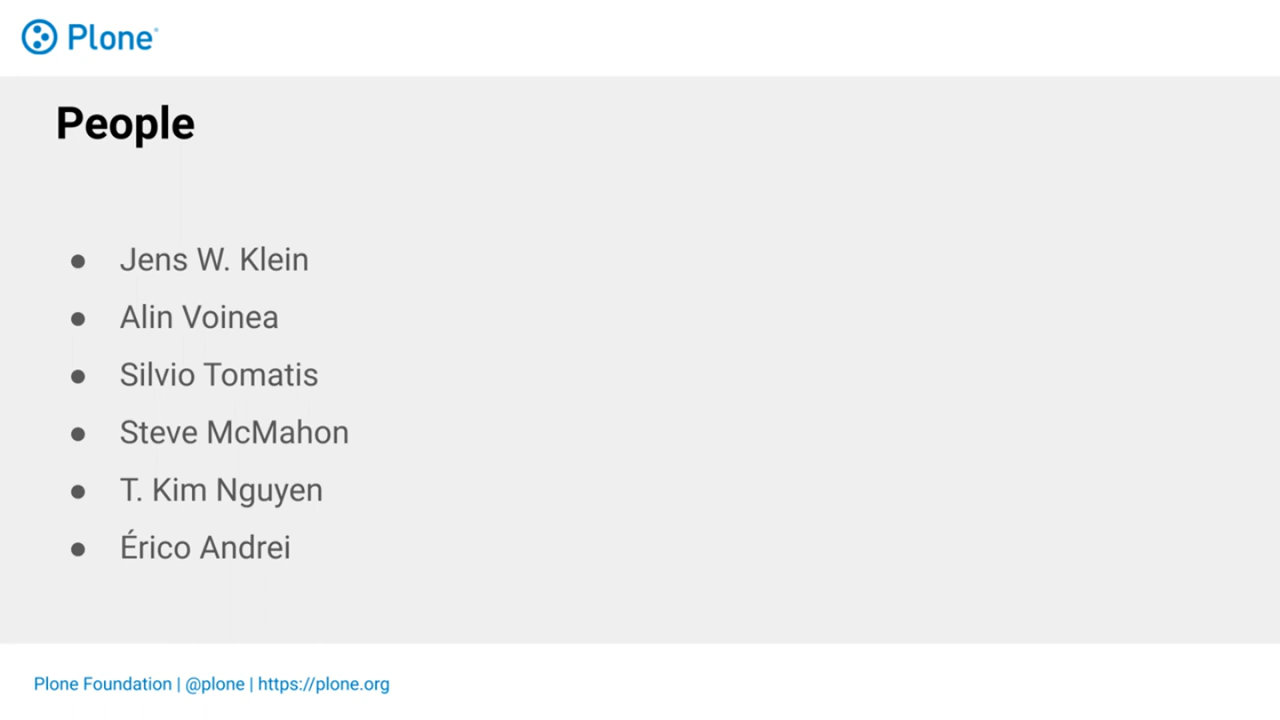 Plone®
People
● Jens W. Klein
● Alin Voinea
● Silvio Tomatis
● Steve McMahon
● T. Kim Nguyen
● Érico Andrei
Plone Foundation | @plone | https://plone.org